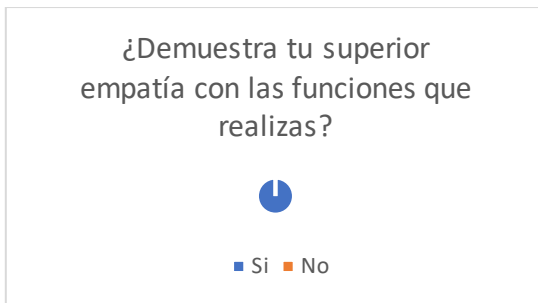 ¿Demuestra tu superior
empatía con las funciones que
realizas?
Si No